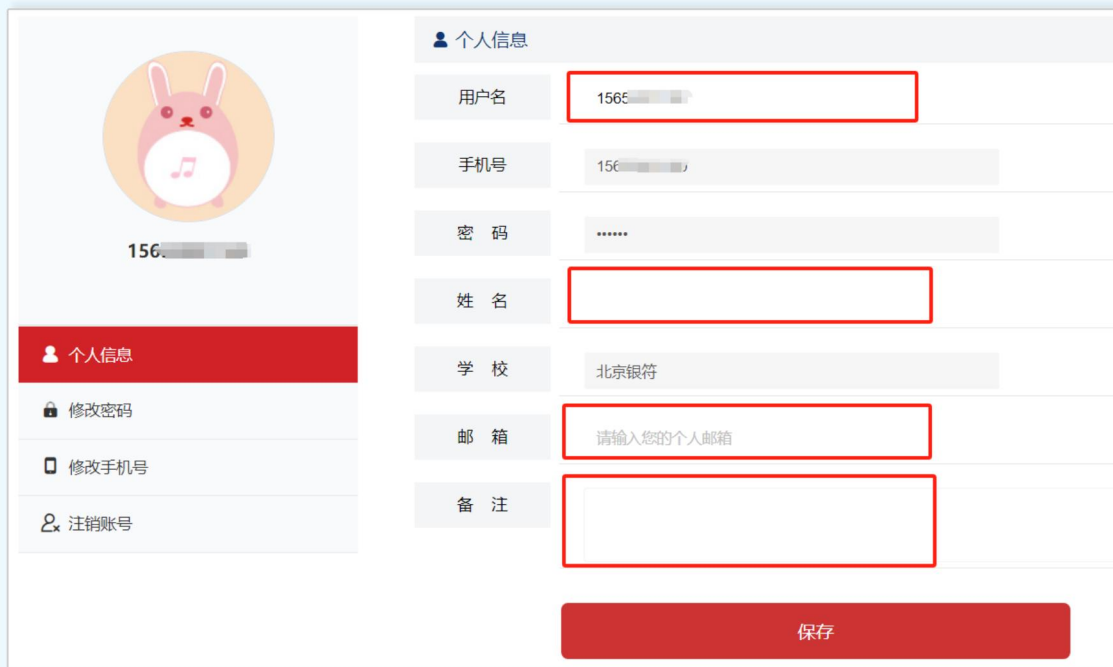 个人信息
用户名 1565
手机号 156
156
密 码 ••••••
姓 名
个人信息
学 校 北京银符
修改密码
邮 箱 请输入您的个人邮箱
修改手机号
备 注
注销账号
保存